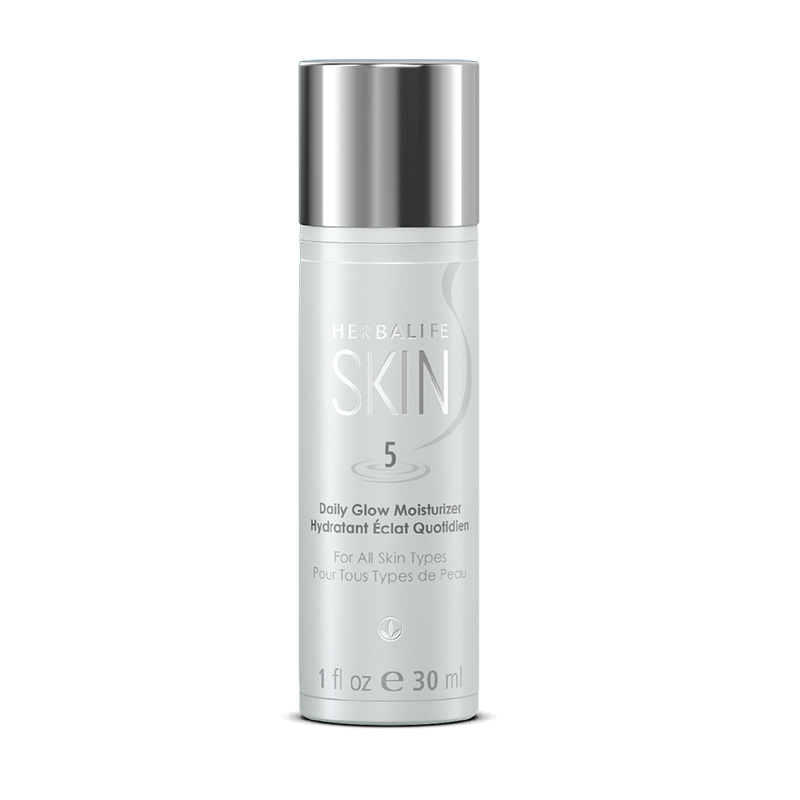 HERBALIFE
SKIN
5
Daily Glow Moisturizer
Hydratant Éclat Quotidien
For All Skin Types
Pour Tous Types de Peau
1 fl oz ℮ 30 ml